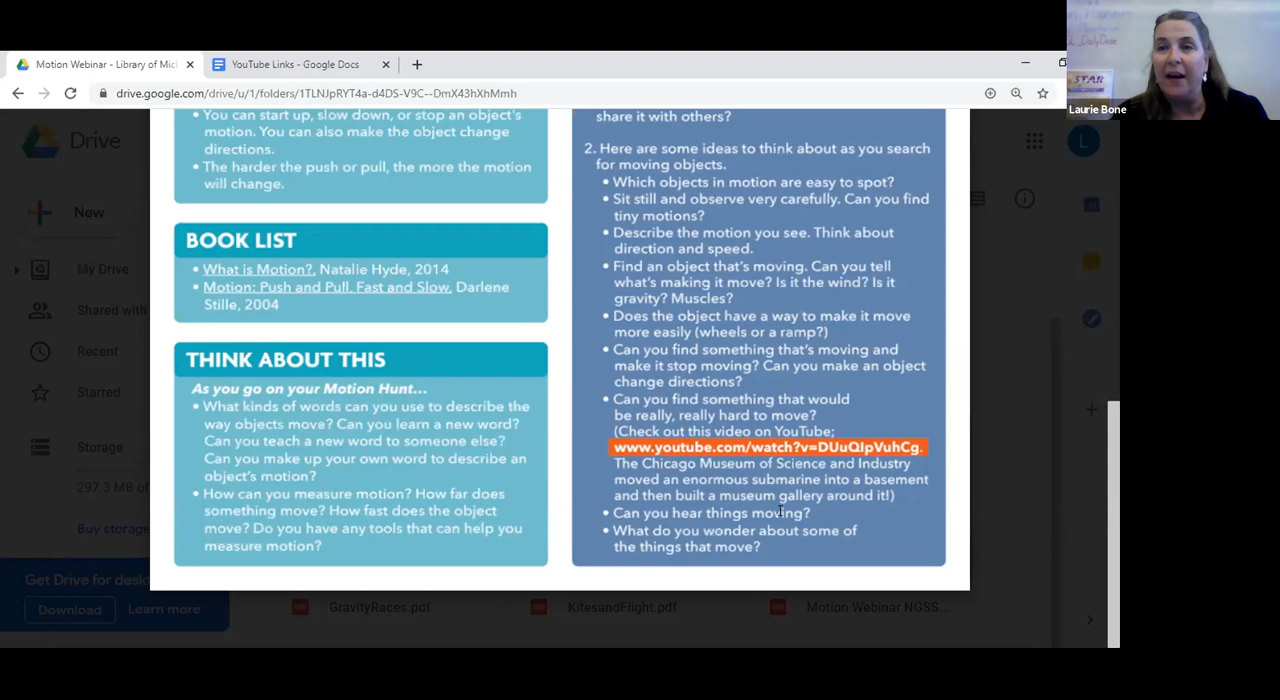 Motion Webinar - Library of Mic
YouTube Links - Google Docs
drive.google.com/drive/u/1/folders/1TLNJpRYT4a-d4DS-V9C--DmX43hXhMmh
DailyDose
STAR
Laurie Bone
Drive
L
New
My Drive
Shared with
Recent
Starred
Storage
297.3 MB of
Buy storage
Get Drive for deskt
Download
Learn more
• You can start up, slow down, or stop an object's
motion. You can also make the object change
directions.
• The harder the push or pull, the more the motion
will change.
BOOK LIST
• What is Motion?, Natalie Hyde, 2014
• Motion: Push and Pull, Fast and Slow, Darlene
Stille, 2004
THINK ABOUT THIS
As you go on your Motion Hunt...
• What kinds of words can you use to describe the
way objects move? Can you learn a new word?
Can you teach a new word to someone else?
Can you make up your own word to describe an
object's motion?
• How can you measure motion? How far does
something move? How fast does the object
move? Do you have any tools that can help you
measure motion?
share it with others?
2. Here are some ideas to think about as you search
for moving objects.
• Which objects in motion are easy to spot?
• Sit still and observe very carefully. Can you find
tiny motions?
• Describe the motion you see. Think about
direction and speed.
• Find an object that's moving. Can you tell
what's making it move? Is it the wind? Is it
gravity? Muscles?
• Does the object have a way to make it move
more easily (wheels or a ramp?)
• Can you find something that's moving and
make it stop moving? Can you make an object
change directions?
• Can you find something that would
be really, really hard to move?
(Check out this video on YouTube;
www.youtube.com/watch?v=DUuQIpVuhCg.
The Chicago Museum of Science and Industry
moved an enormous submarine into a basement
and then built a museum gallery around it!)
• Can you hear things moving?
• What do you wonder about some of
the things that move?
GravityRaces.pdf
KitesandFlight.pdf
Motion Webinar NGSS...